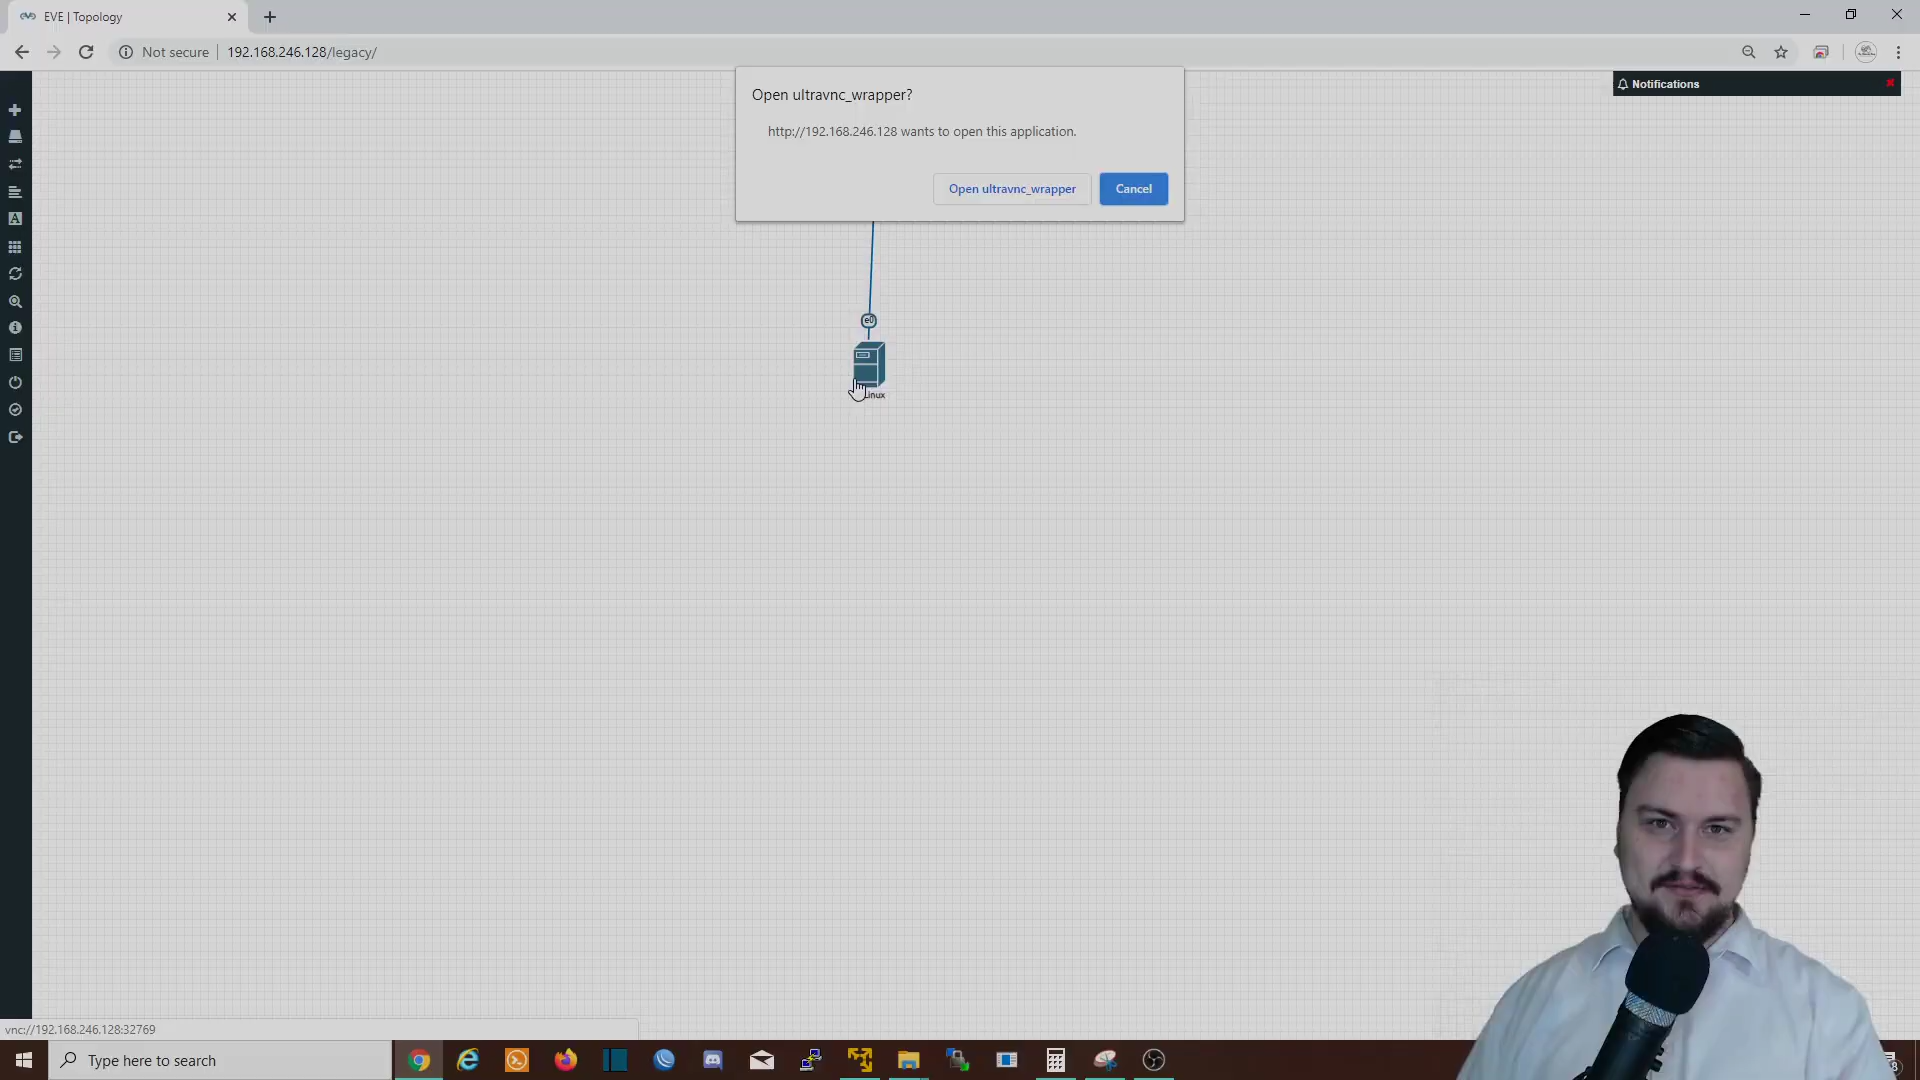 EVE | Topology
Not secure
192.168.246.128/legacy/
Open ultravnc_wrapper?
http://192.168.246.128 wants to open this application.
Open ultravnc_wrapper
Cancel
Notifications
e0
vnc://192.168.246.128:32769
Type here to search